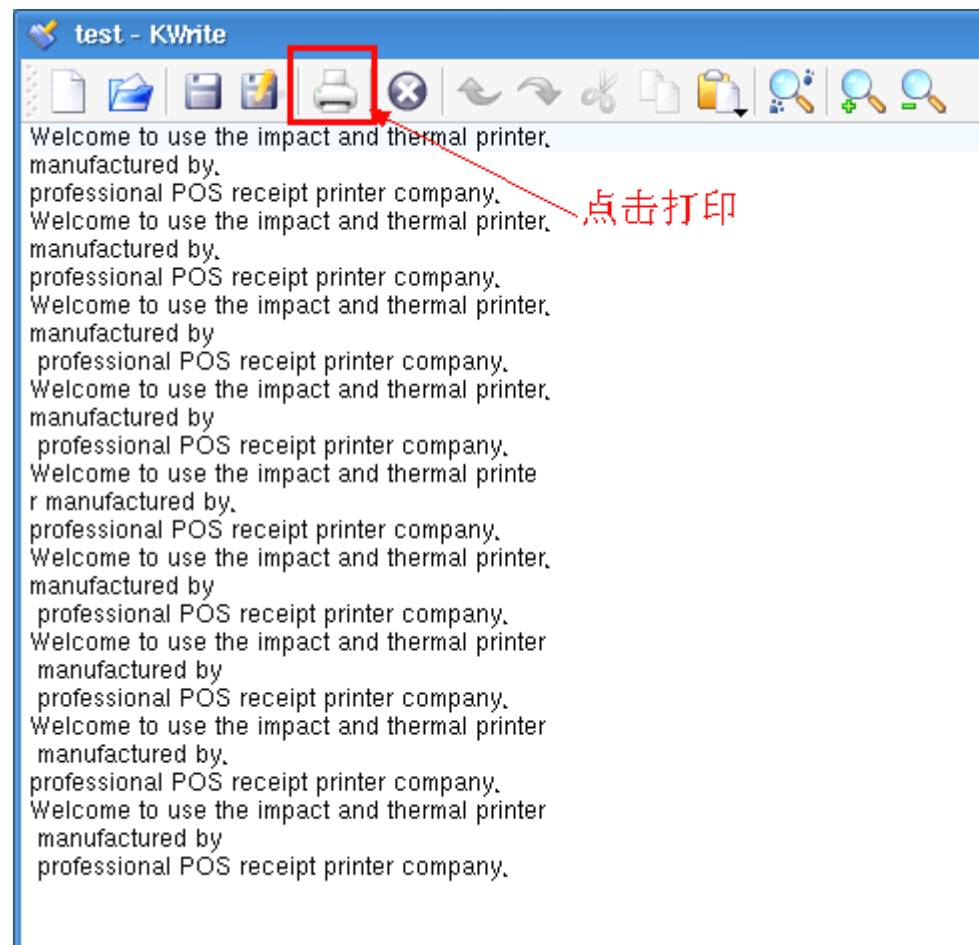 test - KWrite
Welcome to use the impact and thermal printer.
manufactured by.
professional POS receipt printer company.
点击打印
Welcome to use the impact and thermal printer.
manufactured by.
professional POS receipt printer company.
Welcome to use the impact and thermal printer.
manufactured by
professional POS receipt printer company.
Welcome to use the impact and thermal printer.
manufactured by
professional POS receipt printer company.
Welcome to use the impact and thermal printe
r manufactured by.
professional POS receipt printer company.
Welcome to use the impact and thermal printer.
manufactured by
professional POS receipt printer company.
Welcome to use the impact and thermal printer
manufactured by
professional POS receipt printer company.
Welcome to use the impact and thermal printer
manufactured by.
professional POS receipt printer company.
Welcome to use the impact and thermal printer
manufactured by
professional POS receipt printer company.